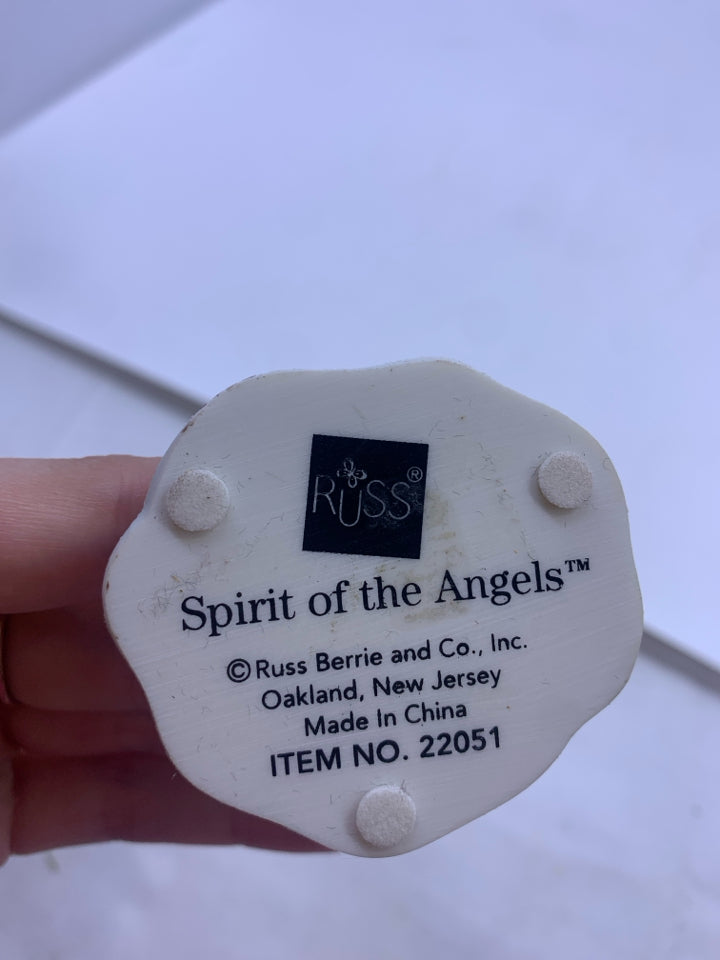 RUSS®
Spirit of the Angels™
©Russ Berrie and Co., Inc.
Oakland, New Jersey
Made In China
ITEM NO. 22051